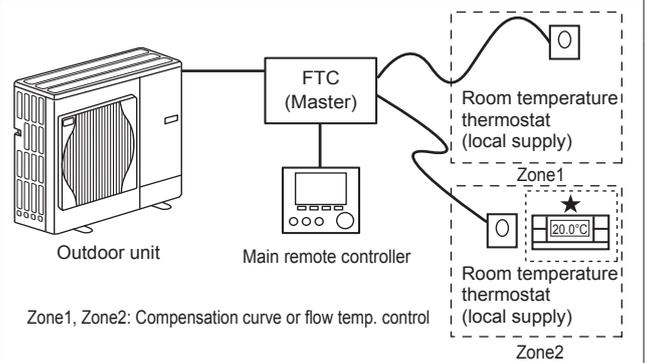 FTC
(Master)
Room temperature
thermostat
(local supply)
Zone1
20.0°C
Outdoor unit
Main remote controller
Room temperature
thermostat
(local supply)
Zone1, Zone2: Compensation curve or flow temp. control
Zone2